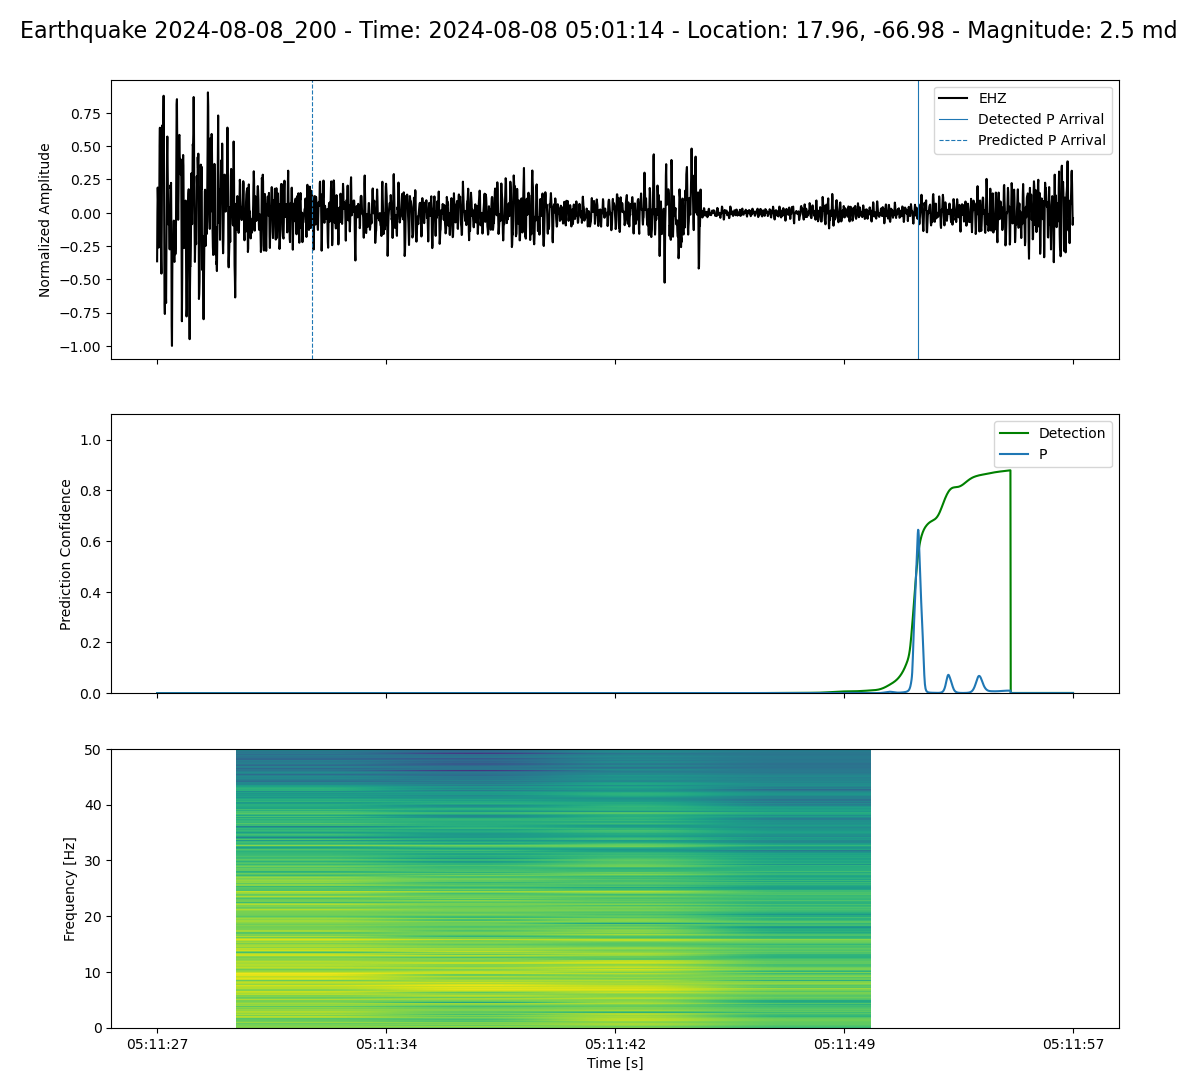 Earthquake 2024-08-08_200 - Time: 2024-08-08 05:01:14 - Location: 17.96, -66.98 - Magnitude: 2.5 md
Normalized Amplitude
0.75
0.50
0.25
0.00
−0.25
−0.50
−0.75
−1.00
EHZ
Detected P Arrival
Predicted P Arrival
Prediction Confidence
1.0
0.8
0.6
0.4
0.2
0.0
Detection
P
Frequency [Hz]
50
40
30
20
10
0
05:11:27 05:11:34 05:11:42 05:11:49 05:11:57
Time [s]